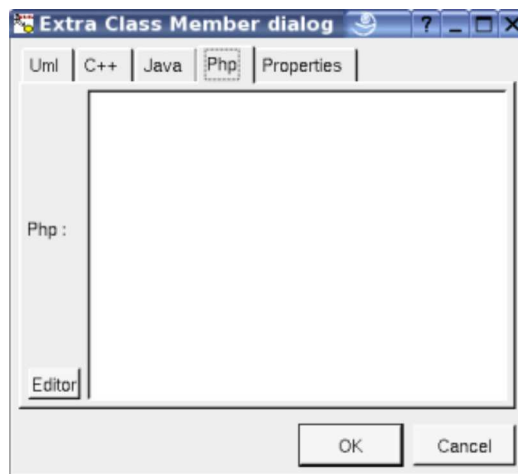 Extra Class Member dialog ?
Uml C++ Java Php Properties
Php :
Editor
OK Cancel